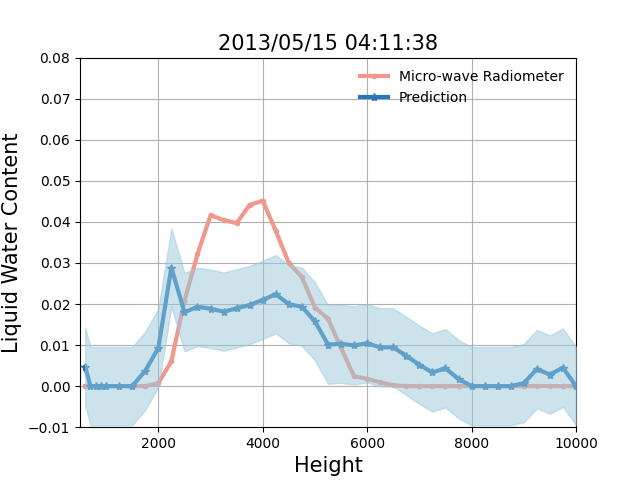 2013/05/15 04:11:38
Micro-wave Radiometer
Prediction
Liquid Water Content
0.08
0.07
0.06
0.05
0.04
0.03
0.02
0.01
0.00
−0.01
2000 4000 6000 8000 10000
Height